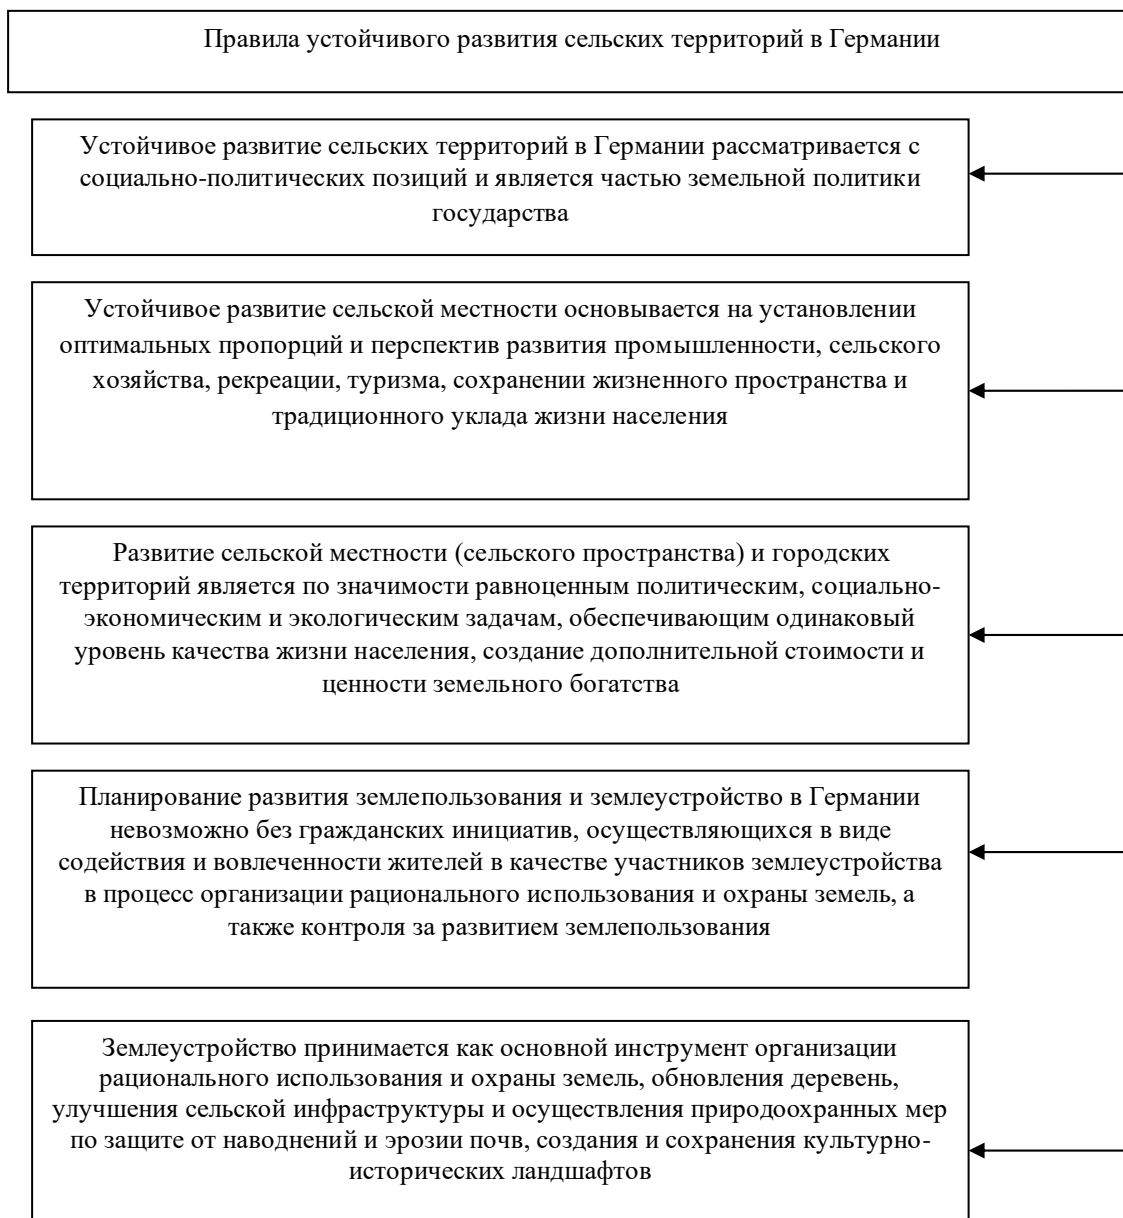 Правила устойчивого развития сельских территорий в Германии
Устойчивое развитие сельских территорий в Германии рассматривается с
социально-политических позиций и является частью земельной политики
государства
Устойчивое развитие сельской местности основывается на установлении
оптимальных пропорций и перспектив развития промышленности, сельского
хозяйства, рекреации, туризма, сохранении жизненного пространства и
традиционного уклада жизни населения
Развитие сельской местности (сельского пространства) и городских
территорий является по значимости равноценным политическим, социально-
экономическим и экологическим задачам, обеспечивающим одинаковый
уровень качества жизни населения, создание дополнительной стоимости и
ценности земельного богатства
Планирование развития землепользования и землеустройство в Германии
невозможно без гражданских инициатив, осуществляющихся в виде
содействия и вовлеченности жителей в качестве участников землеустройства
в процесс организации рационального использования и охраны земель, а
также контроля за развитием землепользования
Землеустройство принимается как основной инструмент организации
рационального использования и охраны земель, обновления деревень,
улучшения сельской инфраструктуры и осуществления природоохранных мер
по защите от наводнений и эрозии почв, создания и сохранения культурно-
исторических ландшафтов